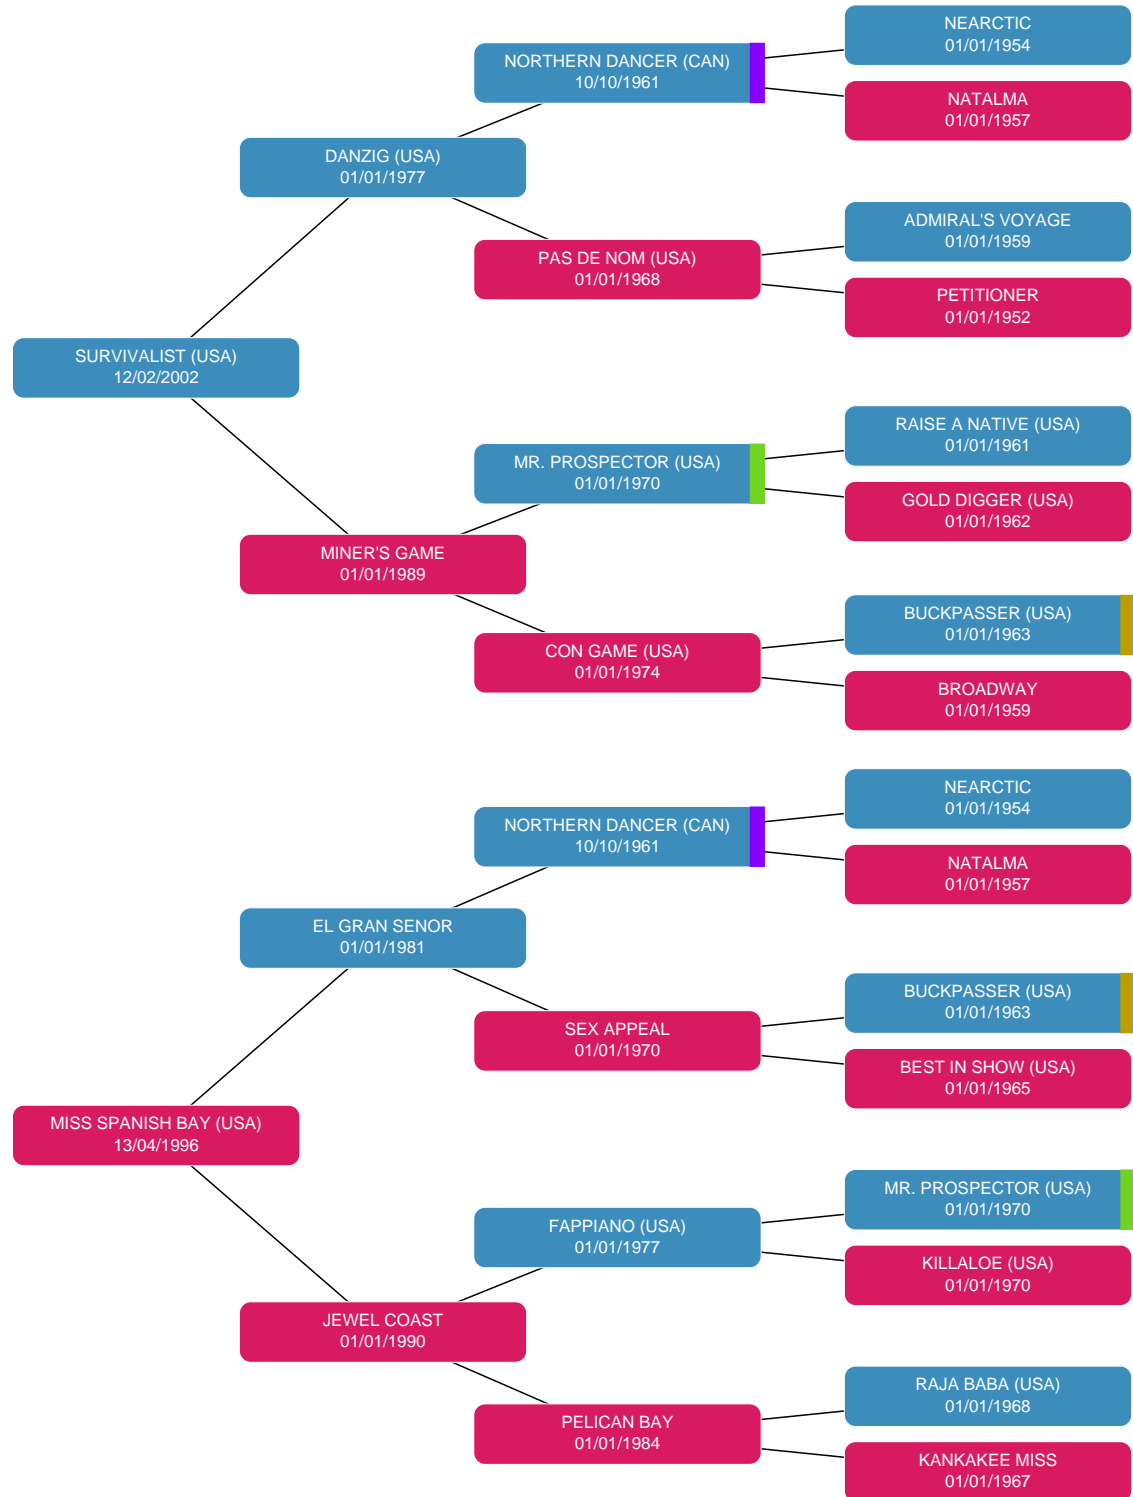 NEARCTIC
01/01/1954
NORTHERN DANCER (CAN)
10/10/1961
NATALMA
01/01/1957
DANZIG (USA)
01/01/1977
ADMIRAL'S VOYAGE
01/01/1959
PAS DE NOM (USA)
01/01/1968
PETITIONER
01/01/1952
SURVIVALIST (USA)
12/02/2002
RAISE A NATIVE (USA)
01/01/1961
MR. PROSPECTOR (USA)
01/01/1970
GOLD DIGGER (USA)
01/01/1962
MINER'S GAME
01/01/1989
BUCKPASSER (USA)
01/01/1963
CON GAME (USA)
01/01/1974
BROADWAY
01/01/1959
NEARCTIC
01/01/1954
NORTHERN DANCER (CAN)
10/10/1961
NATALMA
01/01/1957
EL GRAN SENOR
01/01/1981
BUCKPASSER (USA)
01/01/1963
SEX APPEAL
01/01/1970
BEST IN SHOW (USA)
01/01/1965
MISS SPANISH BAY (USA)
13/04/1996
MR. PROSPECTOR (USA)
01/01/1970
FAPPIANO (USA)
01/01/1977
KILLALOE (USA)
01/01/1970
JEWEL COAST
01/01/1990
RAJA BABA (USA)
01/01/1968
PELICAN BAY
01/01/1984
KANKAKEE MISS
01/01/1967